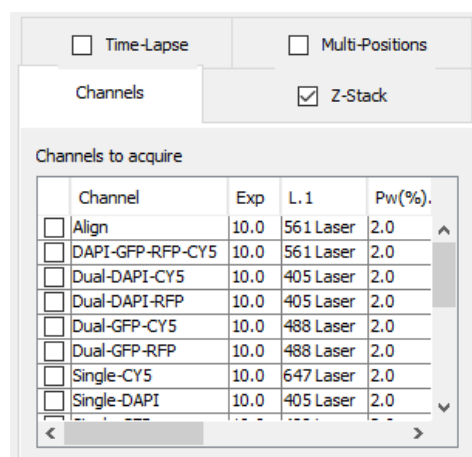 Time-Lapse Multi-Positions
Channels Z-Stack
Channels to acquire
Channel Exp L.1 Pw(%).
Align 10.0 561 Laser 2.0
DAPI-GFP-RFP-CY5 10.0 561 Laser 2.0
Dual-DAPI-CY5 10.0 405 Laser 2.0
Dual-DAPI-RFP 10.0 405 Laser 2.0
Dual-GFP-CY5 10.0 488 Laser 2.0
Dual-GFP-RFP 10.0 488 Laser 2.0
Single-CY5 10.0 647 Laser 2.0
Single-DAPI 10.0 405 Laser 2.0